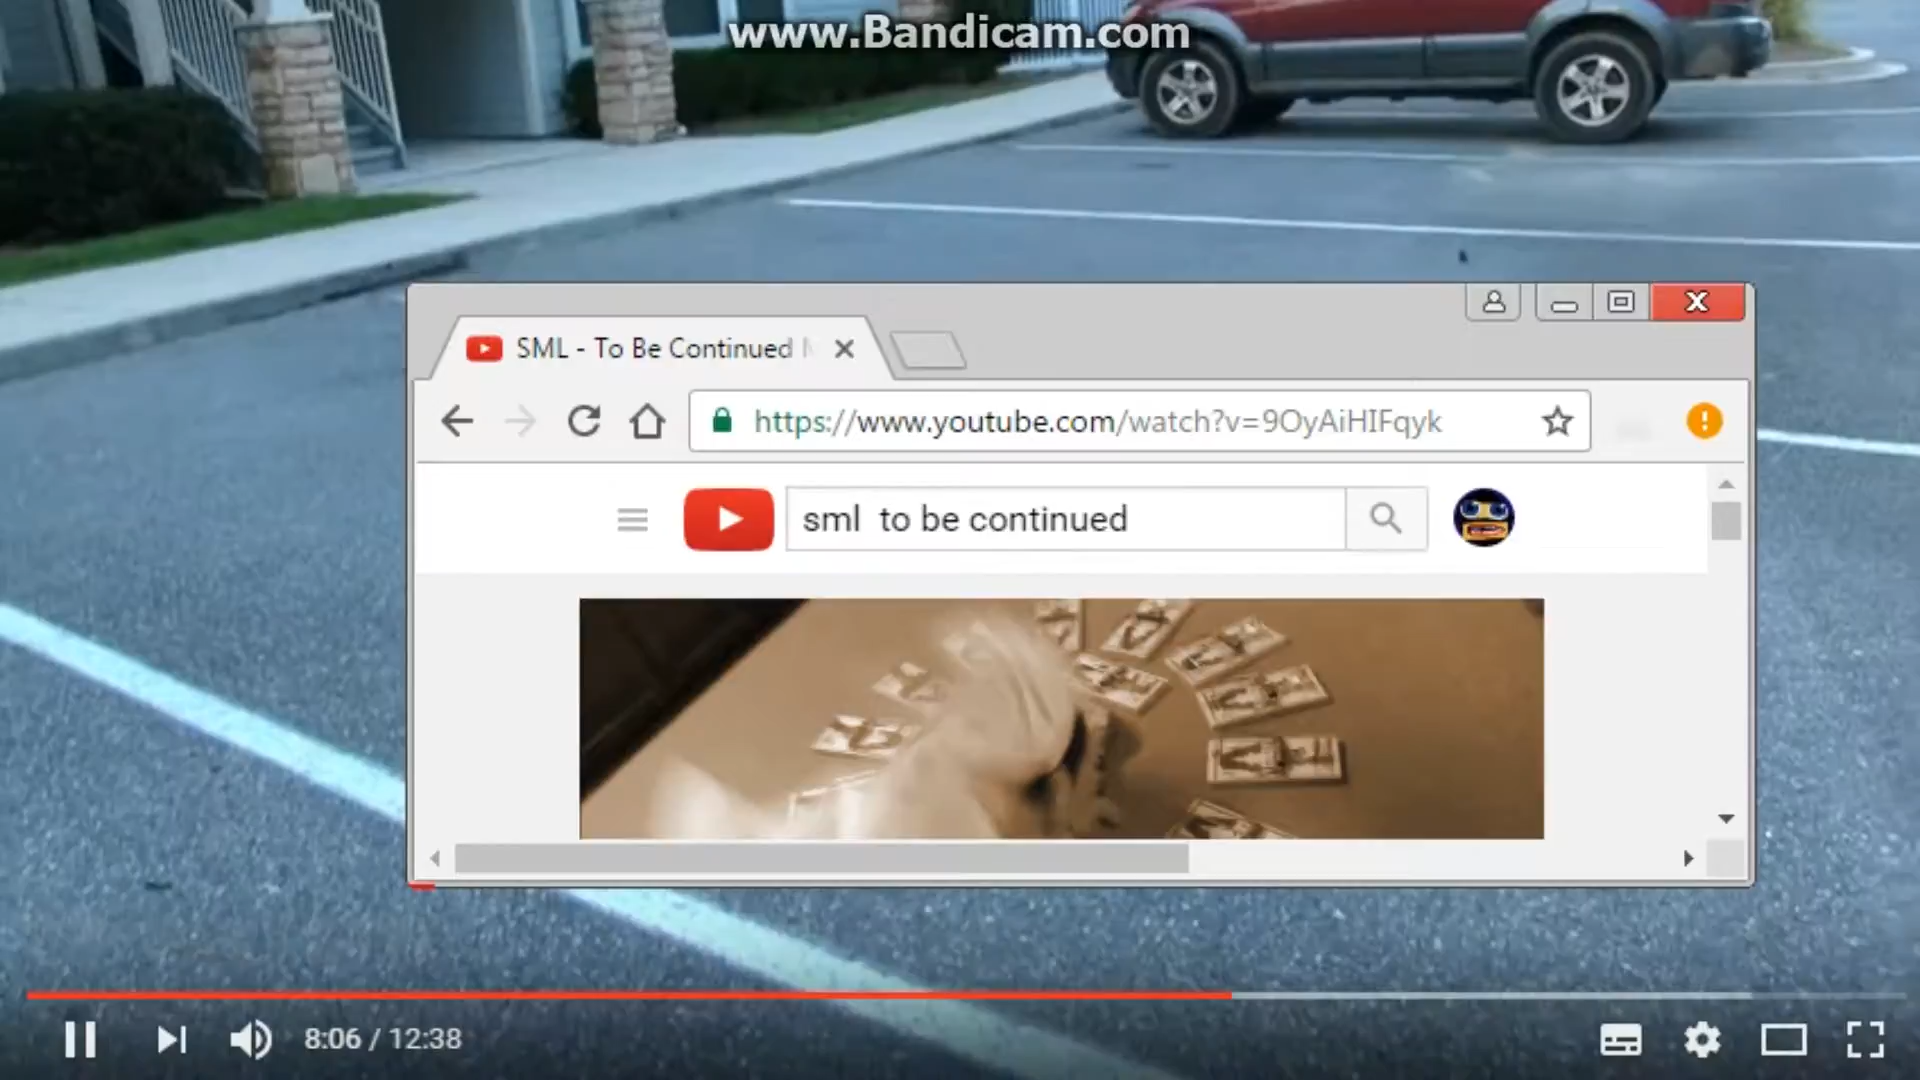 www.Bandicam.com
SML - To Be Continued
https://www.youtube.com/watch?v=9OyAiHIFqyk
sml  to be continued
8:06 / 12:38